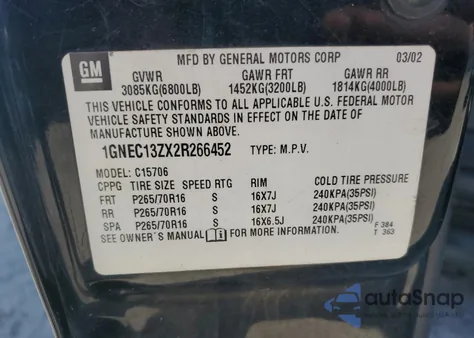 GM
MFD BY GENERAL MOTORS CORP 03/02
GVWR GAWR FRT GAWR RR
3085KG(6800LB) 1452KG(3200LB) 1814KG(4000LB)
THIS VEHICLE CONFORMS TO ALL APPLICABLE U.S. FEDERAL MOTOR
VEHICLE SAFETY STANDARDS IN EFFECT ON THE DATE OF
MANUFACTURE SHOWN ABOVE.
1GNEC13ZX2R266452 TYPE: M.P.V.
MODEL: C15706
CPPG TIRE SIZE SPEED RTG RIM COLD TIRE PRESSURE
FRT P265/70R16 S 16X7J 240KPA(35PSI)
RR P265/70R16 S 16X7J 240KPA(35PSI)
SPA P265/70R16 S 16X6.5J 240KPA(35PSI)
SEE OWNER'S MANUAL FOR MORE INFORMATION.
F 384
T 363
autoSnap